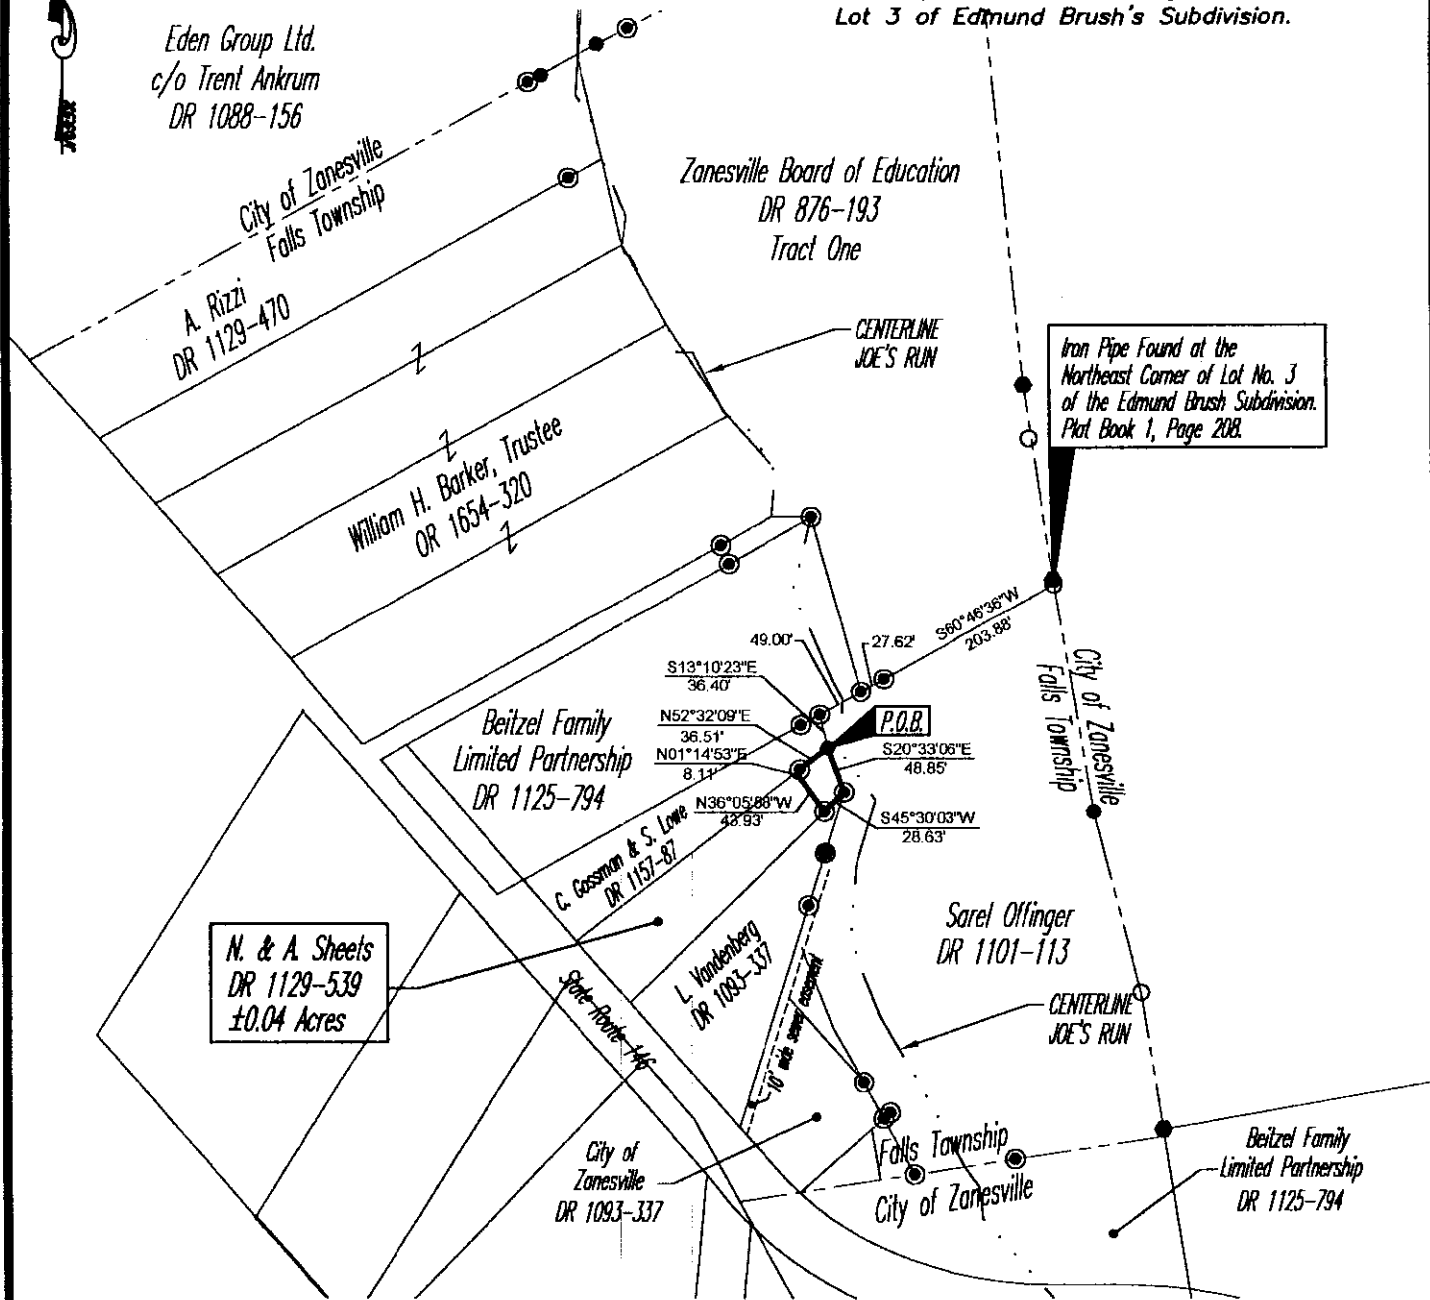 Lot 3 of Edmund Brush's Subdivision.
Eden Group Ltd.
c/o Trent Ankrum
DR 1088-156
City of Zanesville
Falls Township
Zanesville Board of Education
DR 876-193
Tract One
A. Rizzi
DR 1129-470
CENTERLINE
JOE'S RUN
Iron Pipe Found at the
Northeast Corner of Lot No. 3
of the Edmund Brush Subdivision.
Plat Book 1, Page 208.
William H. Barker, Trustee
OR 1654-320
S60°46'36"W
203.88'
49.00'
27.62'
S13°10'23"E
36.40'
City of Zanesville
Falls Township
Beitzel Family
Limited Partnership
DR 1125-794
N52°32'09"E
36.51'
P.O.B.
N01°14'53"E
8.11'
S20°33'06"E
48.85'
N36°05'88"W
43.93'
S45°30'03"W
28.63'
C. Gossman & S. Lowe
DR 1157-87
N. & A. Sheets
DR 1129-539
±0.04 Acres
L. Vandenberg
DR 1093-337
Sarel Offinger
DR 1101-113
State Route 146
10' wide sewer easement
CENTERLINE
JOE'S RUN
City of
Zanesville
DR 1093-337
Falls Township
City of Zanesville
Beitzel Family
Limited Partnership
DR 1125-794